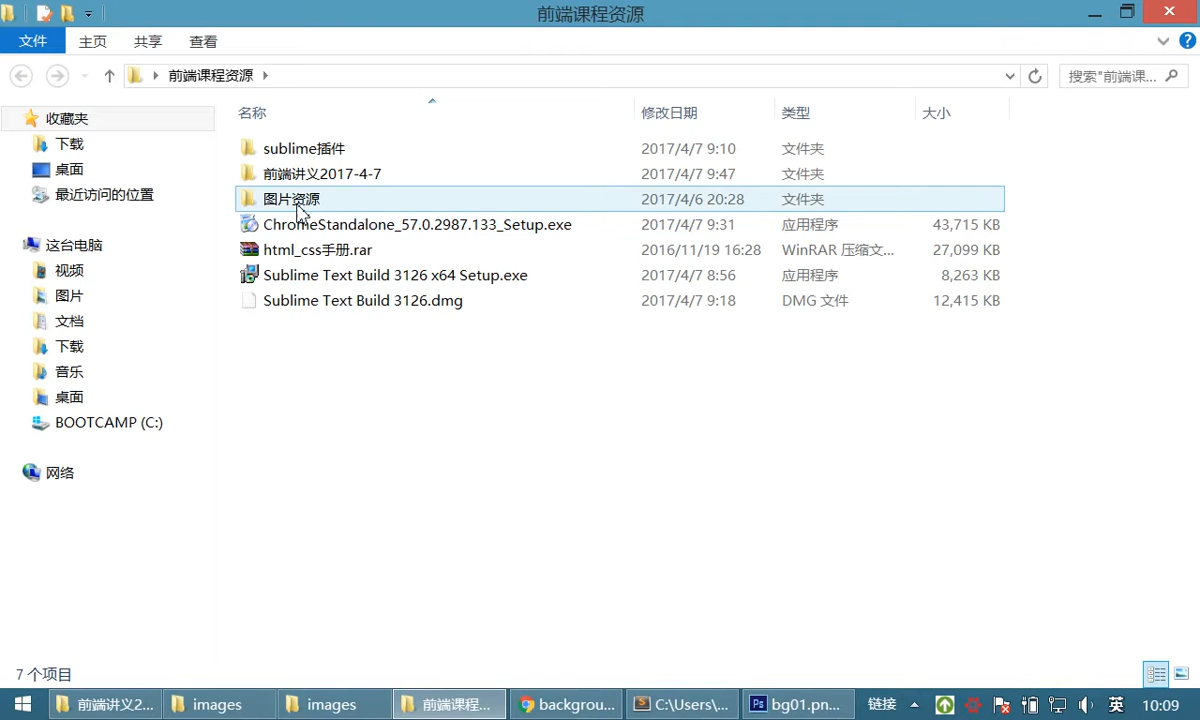 前端课程资源
文件 主页 共享 查看
前端课程资源 搜索"前端课...
名称 修改日期 类型 大小
收藏夹
下载
桌面
最近访问的位置
这台电脑
视频
图片
文档
下载
音乐
桌面
BOOTCAMP (C:)
网络
sublime插件 2017/4/7 9:10 文件夹
前端讲义2017-4-7 2017/4/7 9:47 文件夹
图片资源 2017/4/6 20:28 文件夹
ChromeStandalone_57.0.2987.133_Setup.exe 2017/4/7 9:31 应用程序 43,715 KB
html_css手册.rar 2016/11/19 16:28 WinRAR 压缩文... 27,099 KB
Sublime Text Build 3126 x64 Setup.exe 2017/4/7 8:56 应用程序 8,263 KB
Sublime Text Build 3126.dmg 2017/4/7 9:18 DMG 文件 12,415 KB
7 个项目
前端讲义2... images images 前端课程... backgrou... C:\Users\... bg01.pn... 链接 英 10:09